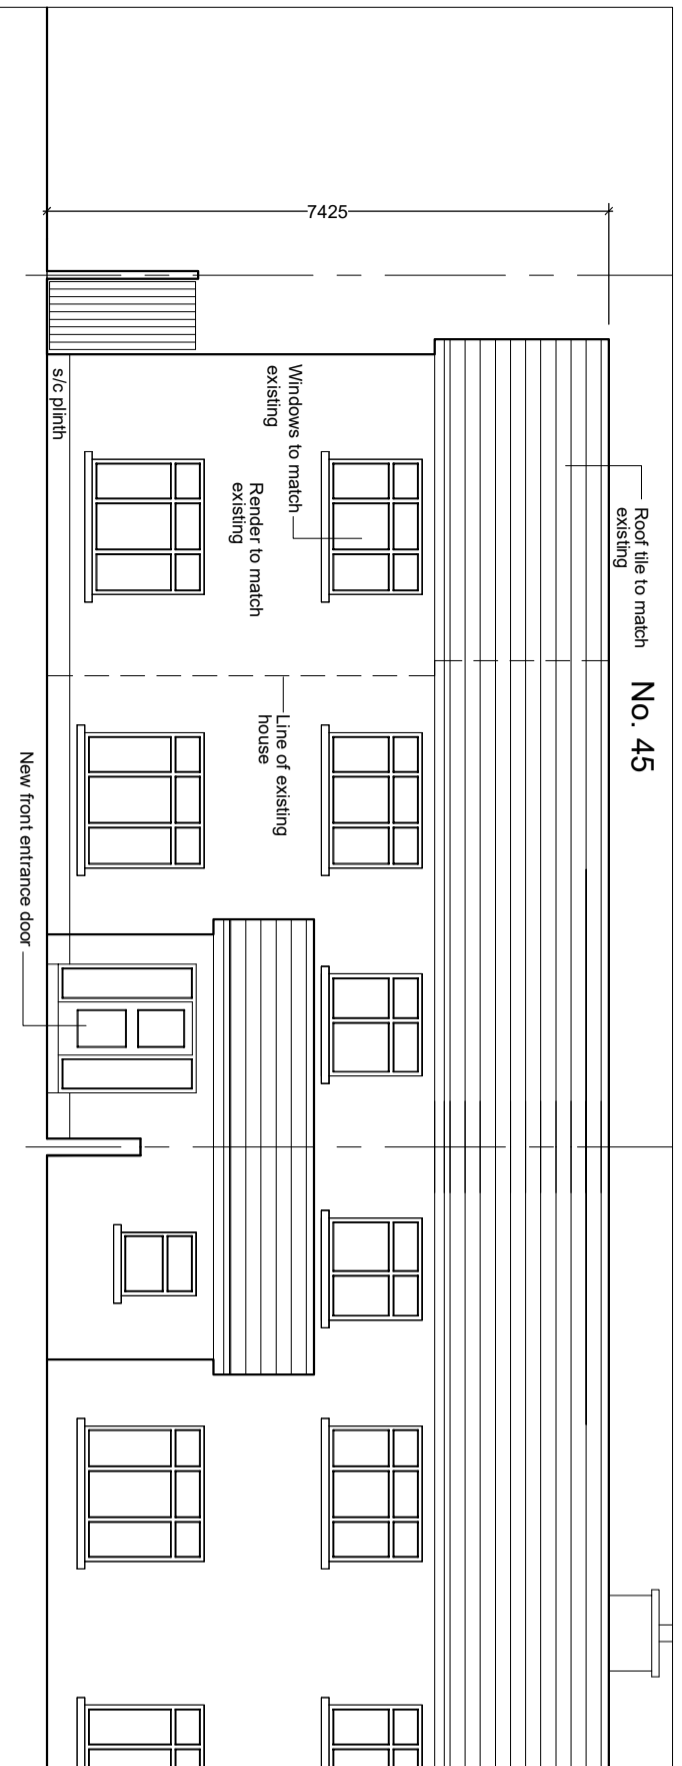 7425
Roof tile to match
existing
No. 45
Windows to match
existing
Render to match
existing
s/c plinth
Line of existing
house
New front entrance door